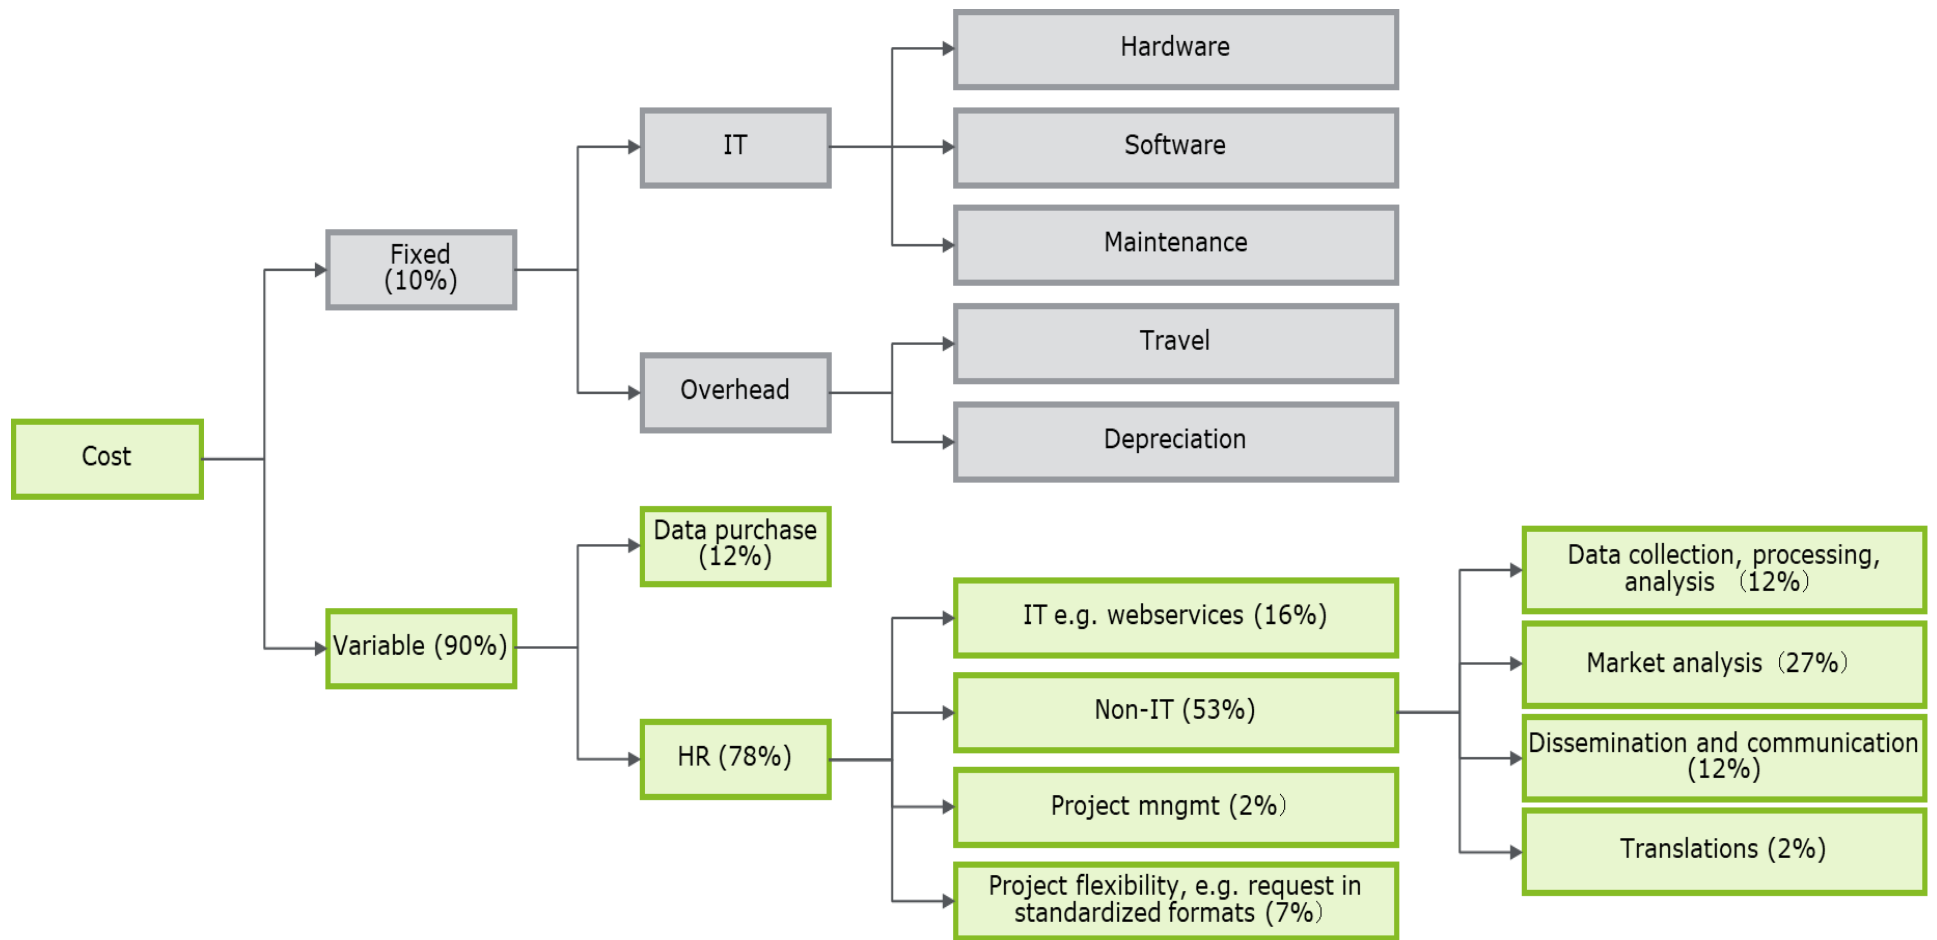 Hardware
IT
Software
Maintenance
Fixed
(10%)
Travel
Overhead
Depreciation
Cost
Data purchase
(12%)
Variable (90%)
HR (78%)
IT e.g. webservices (16%)
Non-IT (53%)
Project mngmt (2%）
Project flexibility, e.g. request in
standardized formats (7%）
Data collection, processing,
analysis （12%）
Market analysis（27%）
Dissemination and communication
(12%)
Translations (2%)